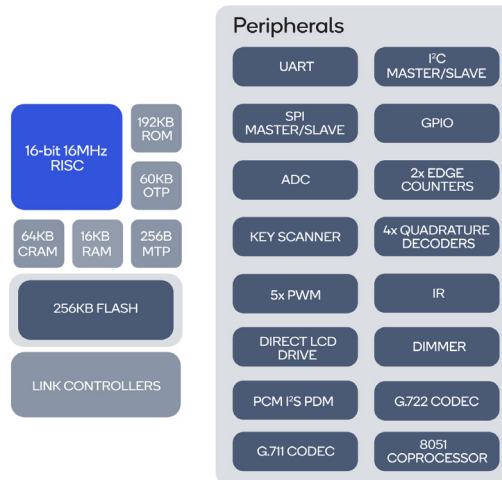 Peripherals
UART
I²C
MASTER/SLAVE
SPI
MASTER/SLAVE
GPIO
ADC
2x EDGE
COUNTERS
KEY SCANNER
4x QUADRATURE
DECODERS
5x PWM
IR
DIRECT LCD
DRIVE
DIMMER
PCM I²S PDM
G.722 CODEC
G.711 CODEC
8051
COPROCESSOR
16-bit 16MHz
RISC
192KB
ROM
60KB
OTP
64KB
CRAM
16KB
RAM
256B
MTP
256KB FLASH
LINK CONTROLLERS